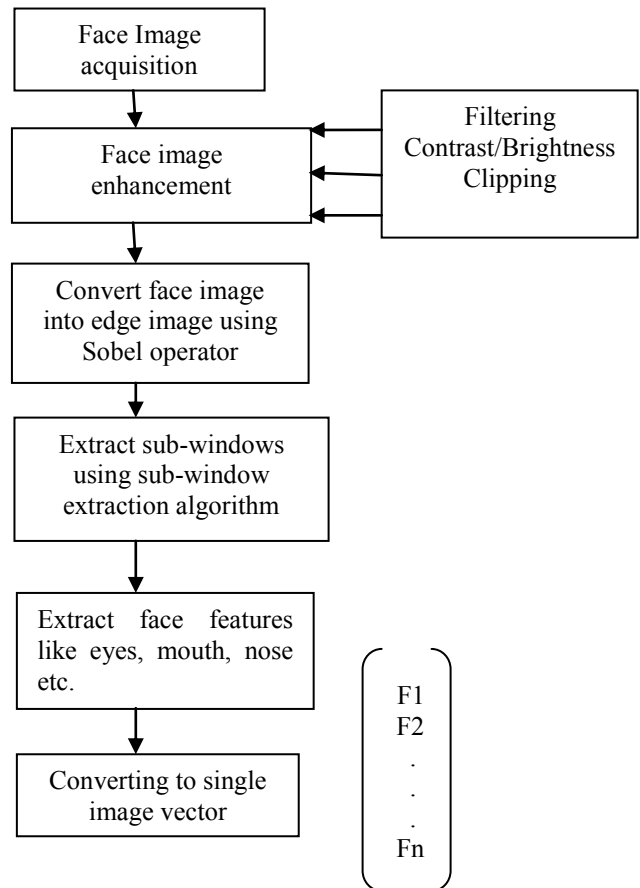 Face Image
acquisition
Face image
enhancement
Filtering
Contrast/Brightness
Clipping
Convert face image
into edge image using
Sobel operator
Extract sub-windows
using sub-window
extraction algorithm
Extract face features
like eyes, mouth, nose
etc.
Converting to single
image vector
F1
F2
.
.
.
Fn